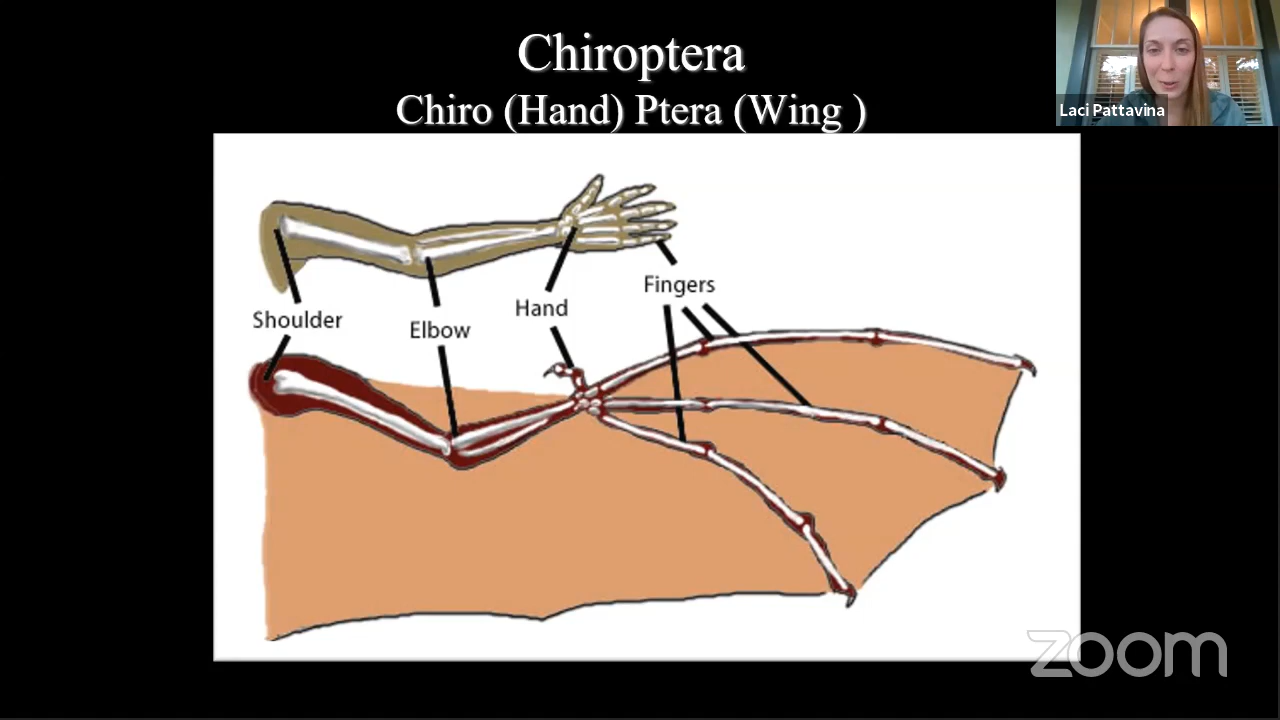 Chiroptera
Chiro (Hand) Ptera (Wing )
Laci Pattavina
Shoulder
Elbow
Hand
Fingers
zoom